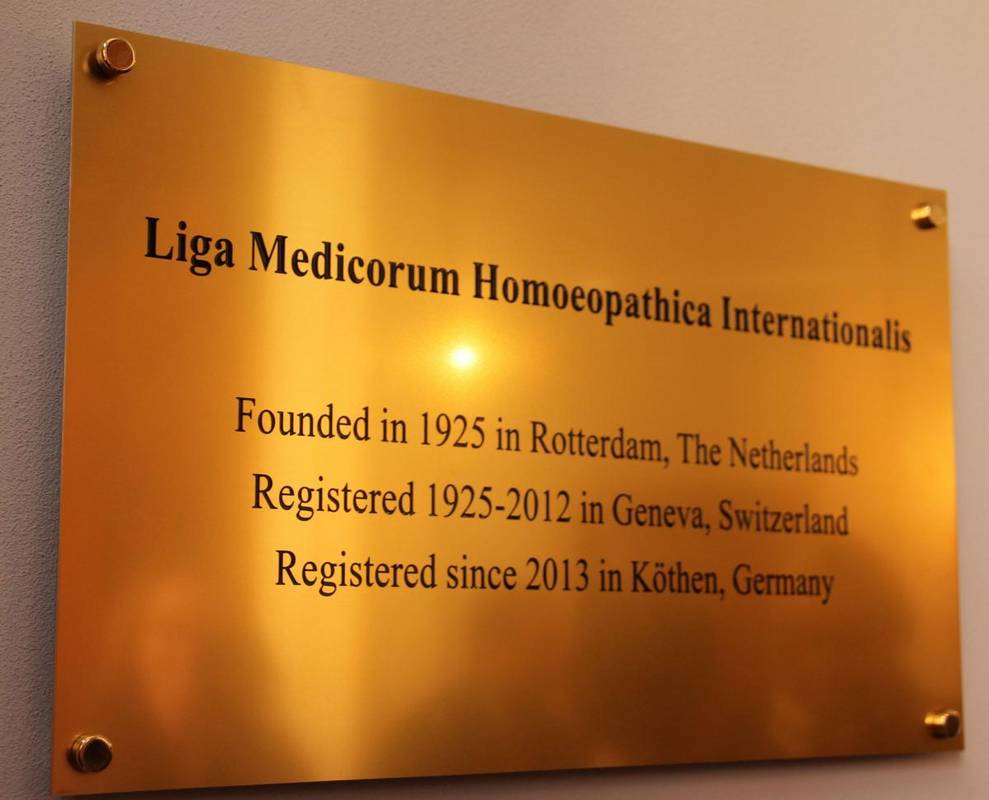 Liga Medicorum Homoeopathica Internationalis
Founded in 1925 in Rotterdam, The Netherlands
Registered 1925-2012 in Geneva, Switzerland
Registered since 2013 in Köthen, Germany